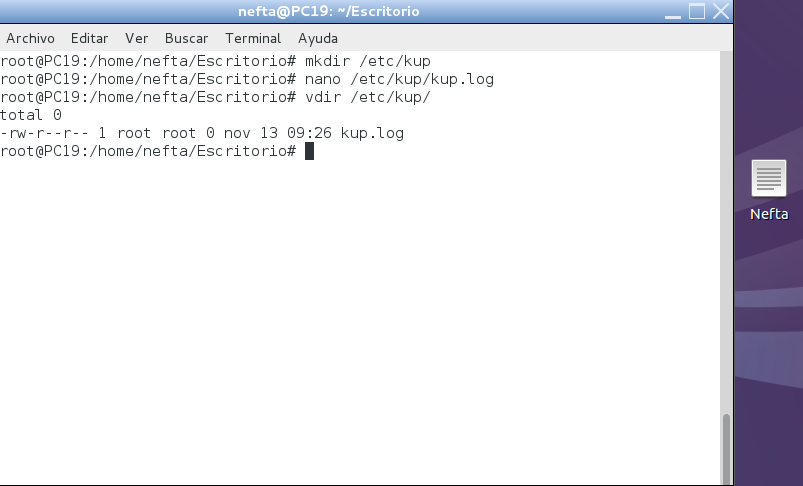 nefta@PC19: ~/Escritorio
Archivo Editar Ver Buscar Terminal Ayuda
root@PC19:/home/nefta/Escritorio# mkdir /etc/kup
root@PC19:/home/nefta/Escritorio# nano /etc/kup/kup.log
root@PC19:/home/nefta/Escritorio# vdir /etc/kup/
total 0
-rw-r--r-- 1 root root 0 nov 13 09:26 kup.log
root@PC19:/home/nefta/Escritorio#
Nefta